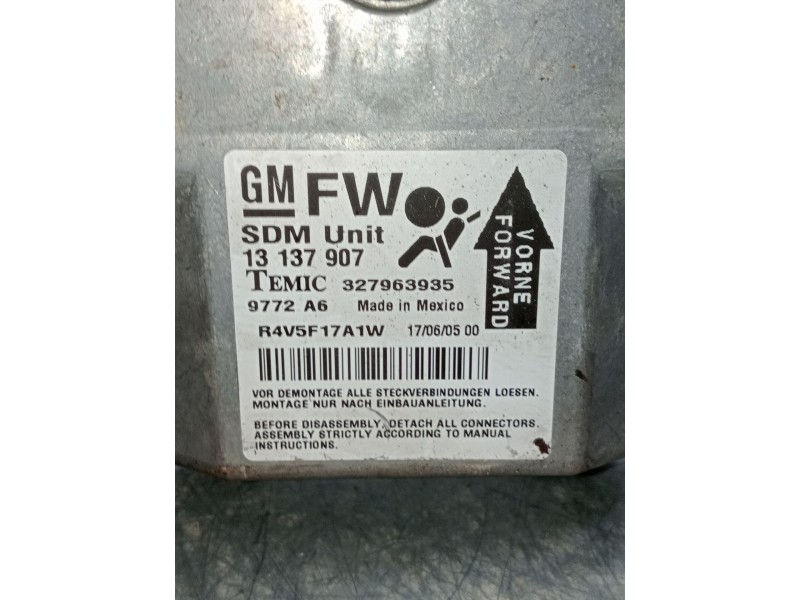 GM FW
SDM Unit
13 137 907
TEMIC 327963935
9772 A6 Made in Mexico
R4V5F17A1W 17/06/05 00
VORNE
FORWARD
VOR DEMONTAGE ALLE STECKVERBINDUNGEN LOESEN.
MONTAGE NUR NACH EINBAUANLEITUNG.
BEFORE DISASSEMBLY, DETACH ALL CONNECTORS.
ASSEMBLY STRICTLY ACCORDING TO MANUAL
INSTRUCTIONS.